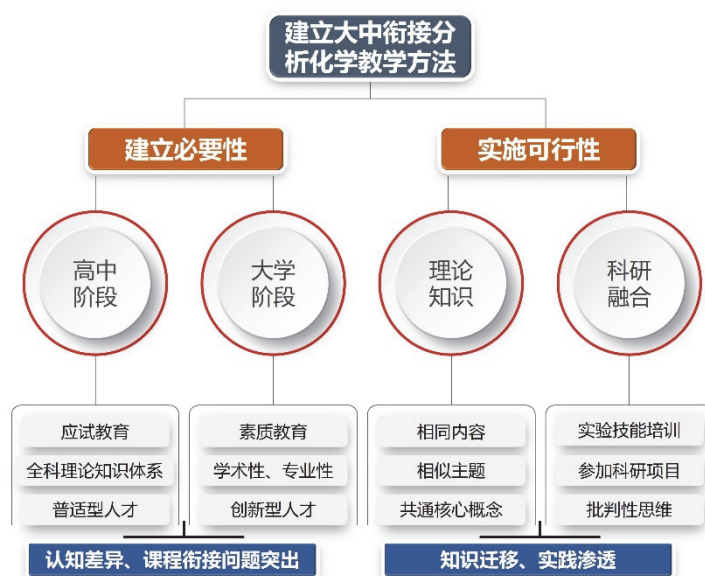 建立大中衔接分
析化学教学方法
建立必要性
实施可行性
高中
阶段
大学
阶段
理论
知识
科研
融合
应试教育
全科理论知识体系
普适型人才
素质教育
学术性、专业性
创新型人才
相同内容
相似主题
共通核心概念
实验技能培训
参加科研项目
批判性思维
认知差异、课程衔接问题突出
知识迁移、实践渗透